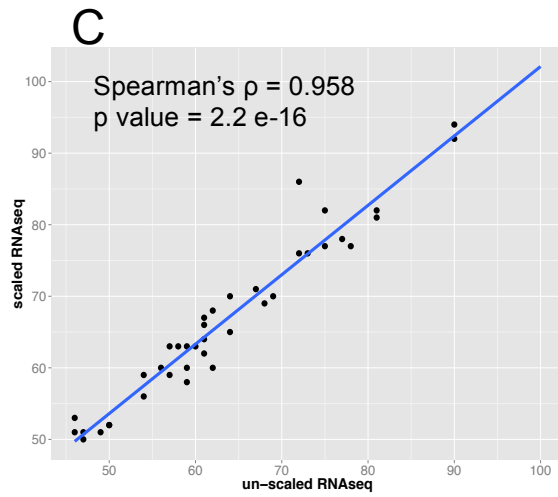 C
Spearman's ρ = 0.958
p value = 2.2 e-16
scaled RNAseq
100
90
80
70
60
50
50 60 70 80 90 100
un-scaled RNAseq